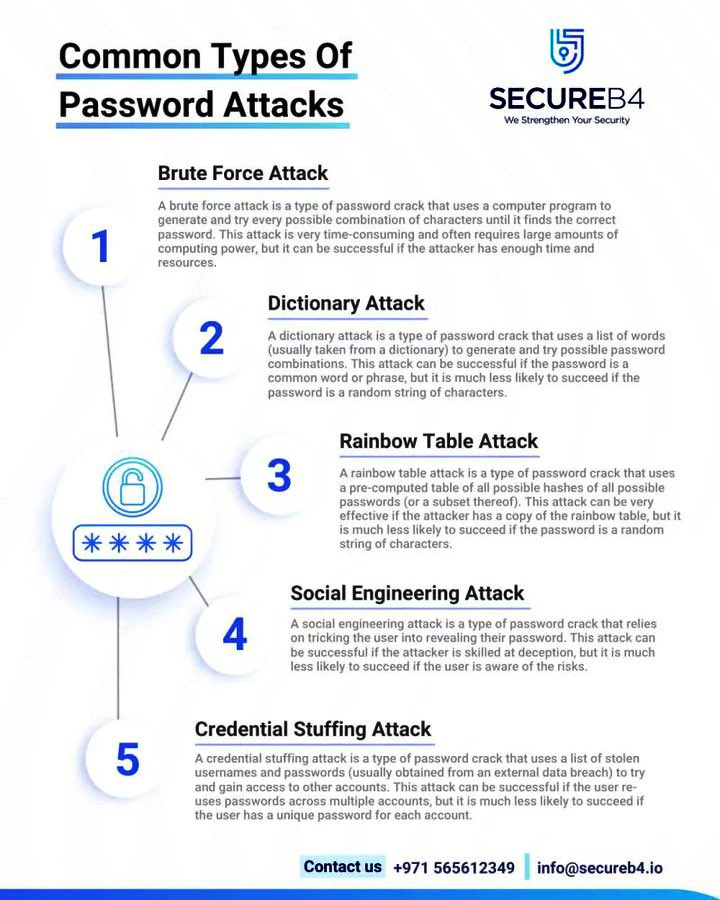 Common Types Of
Password Attacks
SECUREB4
We Strengthen Your Security
Brute Force Attack
1
A brute force attack is a type of password crack that uses a computer program to
generate and try every possible combination of characters until it finds the correct
password. This attack is very time-consuming and often requires large amounts of
computing power, but it can be successful if the attacker has enough time and
resources.
Dictionary Attack
2
A dictionary attack is a type of password crack that uses a list of words
(usually taken from a dictionary) to generate and try possible password
combinations. This attack can be successful if the password is a
common word or phrase, but it is much less likely to succeed if the
password is a random string of characters.
Rainbow Table Attack
3
A rainbow table attack is a type of password crack that uses
a pre-computed table of all possible hashes of all possible
passwords (or a subset thereof). This attack can be very
effective if the attacker has a copy of the rainbow table, but it
is much less likely to succeed if the password is a random
string of characters.
****
Social Engineering Attack
4
A social engineering attack is a type of password crack that relies
on tricking the user into revealing their password. This attack can
be successful if the attacker is skilled at deception, but it is much
less likely to succeed if the user is aware of the risks.
Credential Stuffing Attack
5
A credential stuffing attack is a type of password crack that uses a list of stolen
usernames and passwords (usually obtained from an external data breach) to try
and gain access to other accounts. This attack can be successful if the user re-
uses passwords across multiple accounts, but it is much less likely to succeed if
the user has a unique password for each account.
Contact us +971 565612349 info@secureb4.io